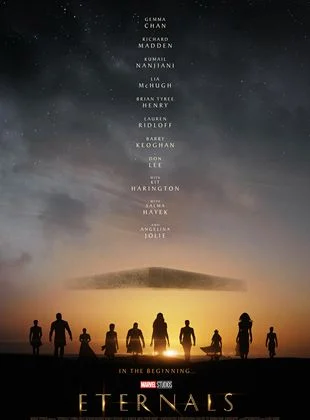 GEMMA
CHAN
RICHARD
MADDEN
KUMAIL
NANJIANI
LIA
McHUGH
BRIAN TYREE
HENRY
LAUREN
RIDLOFF
BARRY
KEOGHAN
DON
LEE
WITH
KIT
HARINGTON
WITH
SALMA
HAYEK
AND
ANGELINA
JOLIE
IN THE BEGINNING...
MARVEL STUDIOS
ETERNALS